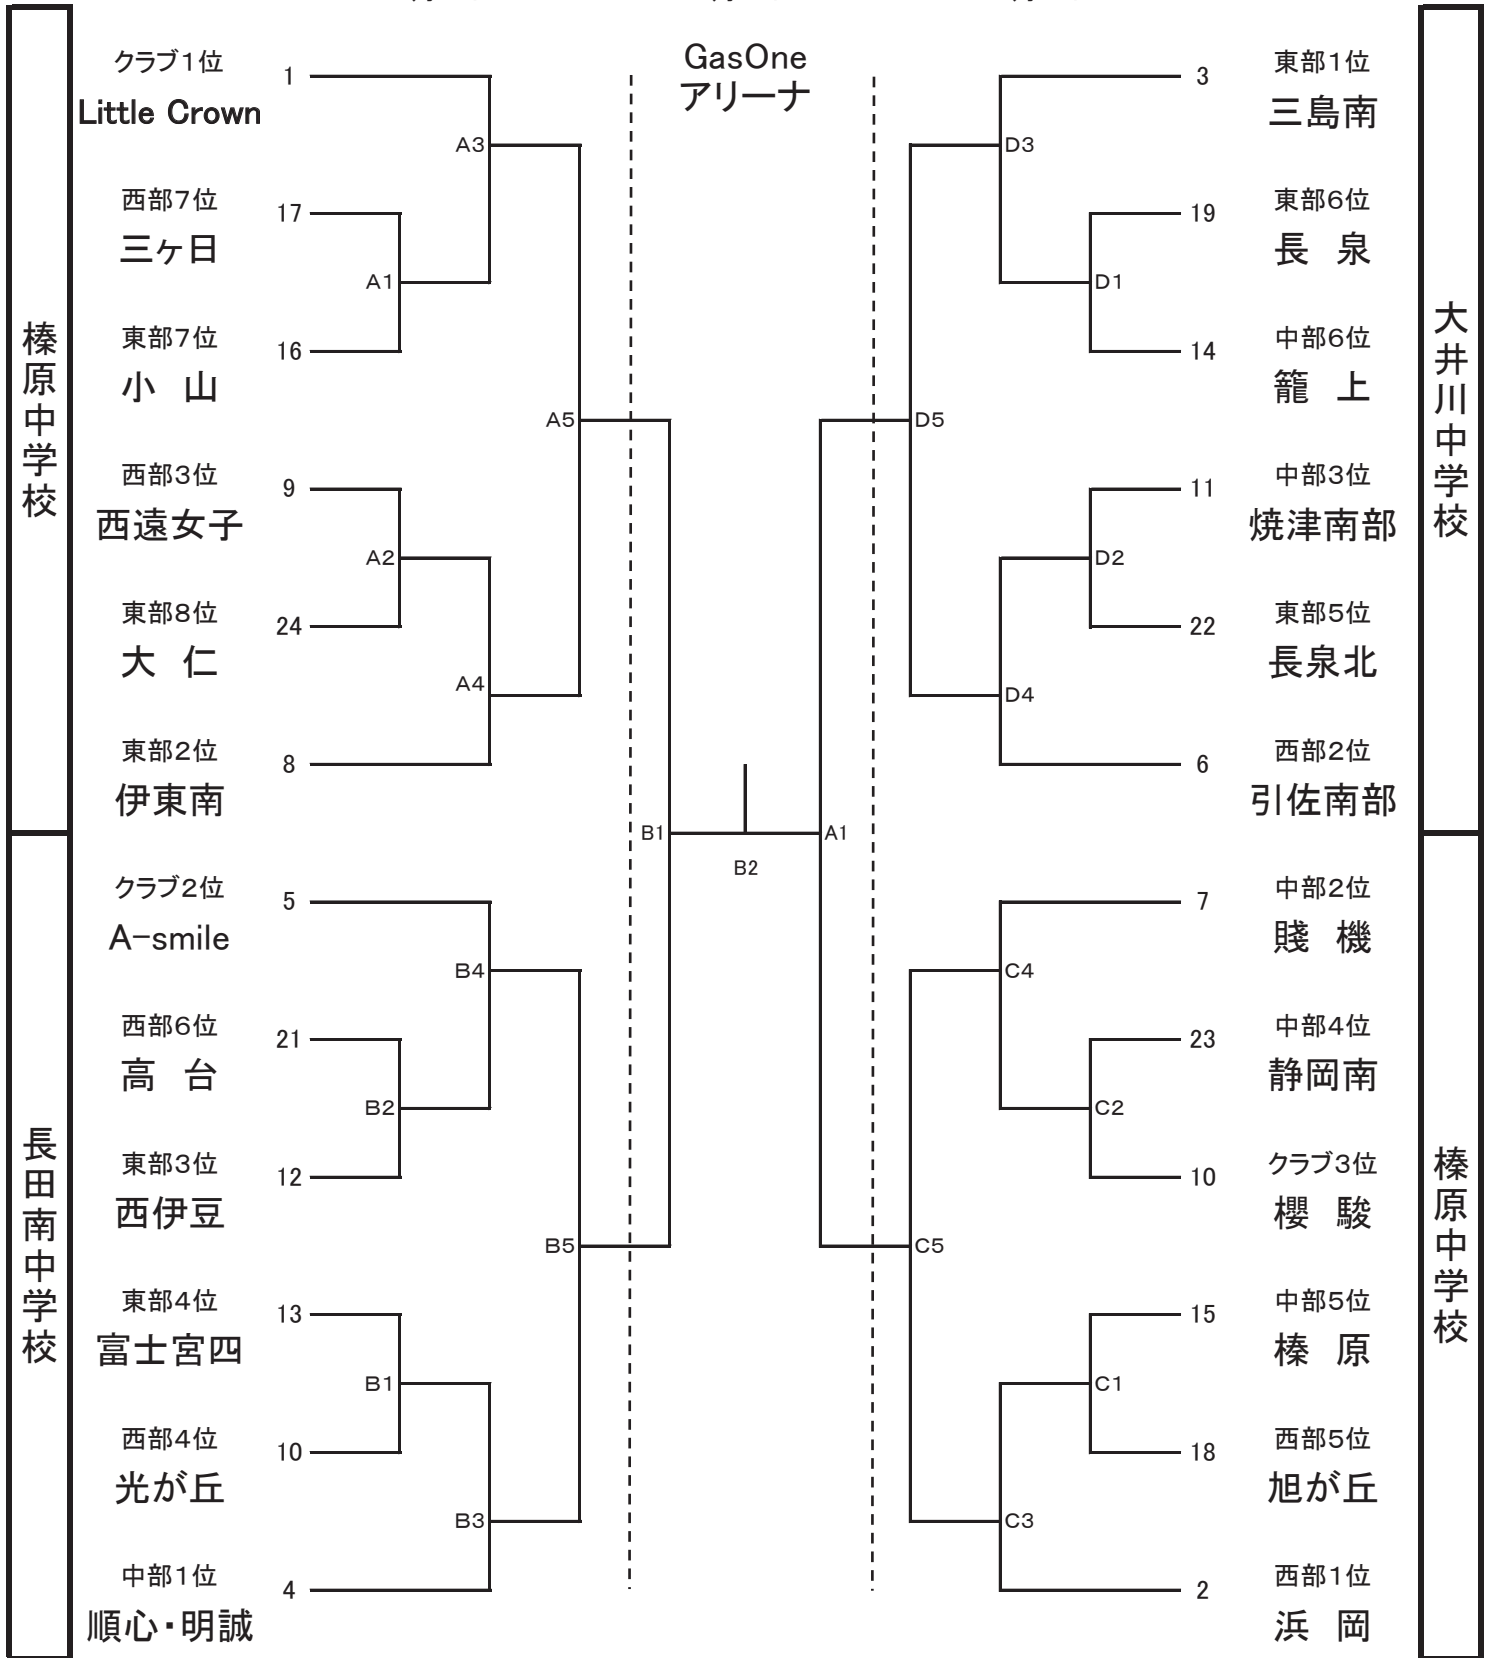 GasOne
アリーナ
榛原中学校
クラブ1位
1
Little Crown
A3
西部7位
17
三ヶ日
A1
東部7位
16
小 山
A5
西部3位
9
西遠女子
A2
東部8位
24
大 仁
A4
東部2位
8
伊東南
長田南中学校
クラブ2位
5
A-smile
B4
西部6位
21
高 台
B2
東部3位
12
西伊豆
B5
東部4位
13
富士宮四
B1
西部4位
10
光が丘
B3
中部1位
4
順心・明誠
B1
B2
A1
大井川中学校
3
東部1位
三島南
D3
19
東部6位
長 泉
D1
14
中部6位
籠 上
D5
11
中部3位
焼津南部
D2
22
東部5位
長泉北
D4
6
西部2位
引佐南部
榛原中学校
7
中部2位
賤 機
C4
23
中部4位
静岡南
C2
10
クラブ3位
櫻 駿
C5
15
中部5位
榛 原
C1
18
西部5位
旭が丘
C3
2
西部1位
浜 岡